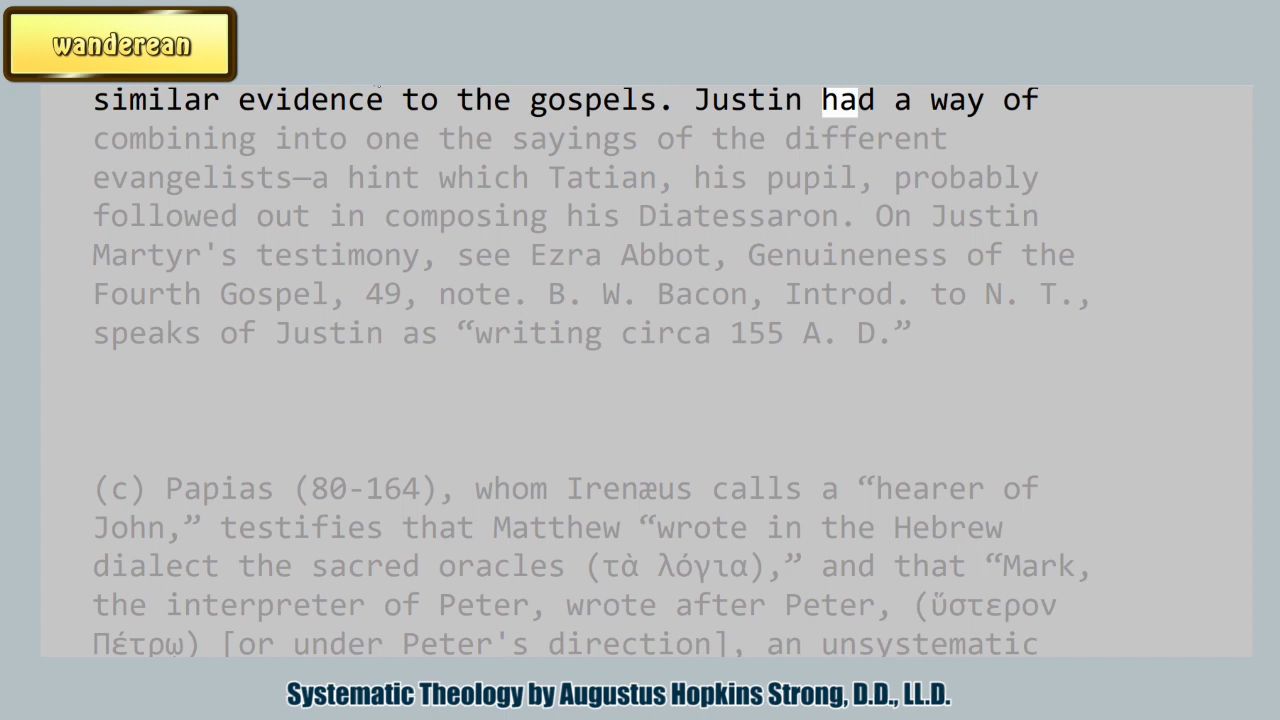 wanderean
similar evidence to the gospels. Justin had a way of
combining into one the sayings of the different
evangelists—a hint which Tatian, his pupil, probably
followed out in composing his Diatessaron. On Justin
Martyr's testimony, see Ezra Abbot, Genuineness of the
Fourth Gospel, 49, note. B. W. Bacon, Introd. to N. T.,
speaks of Justin as “writing circa 155 A. D.”
(c) Papias (80-164), whom Irenæus calls a “hearer of
John,” testifies that Matthew “wrote in the Hebrew
dialect the sacred oracles (τὰ λόγια),” and that “Mark,
the interpreter of Peter, wrote after Peter, (ὕστερον
Πέτρῳ) [or under Peter's direction], an unsystematic
Systematic Theology by Augustus Hopkins Strong, D.D., LL.D.